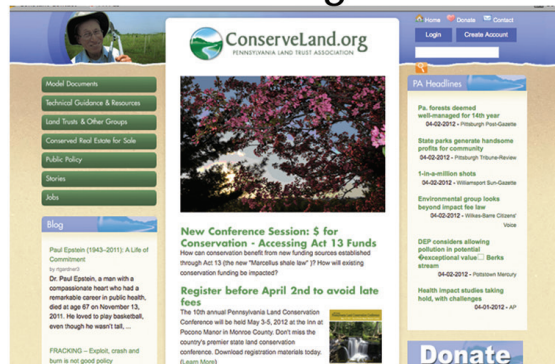 Home Donate Contact
Login Create Account
ConserveLand.org
PENNSYLVANIA LAND TRUST ASSOCIATION
Model Documents
Technical Guidance & Resources
Land Trusts & Other Groups
Conserved Real Estate for Sale
Public Policy
Stories
Jobs
Blog
Paul Epstein (1943–2011): A Life of
Commitment
Dr. Paul Epstein, a man with a
compassionate heart who had a
remarkable career in public health,
died at age 67 on November 13,
2011. He loved to play basketball,
even though he wasn't tall, ...
FRACKING – Exploit, crash and
burn is not good policy
New Conference Session: $ for
Conservation - Accessing Act 13 Funds
How can conservation benefit from new funding sources established
through Act 13 (the new "Marcellus shale law" )? How will existing
conservation funding be impacted?
Register before April 2nd to avoid late
fees
The 10th annual Pennsylvania Land Conservation
Conference will be held May 3-5, 2012 at the Inn at
Pocono Manor in Monroe County. Don't miss the
country's premier state land conservation
conference. Download registration materials today.
(Learn More)
PA Headlines
Pa. forests deemed
well-managed for 14th year
04-02-2012 - Pittsburgh Post-Gazette
State parks generate handsome
profits for community
04-02-2012 - Pittsburgh Tribune-Review
1-in-a-million shots
04-02-2012 - Williamsport Sun-Gazette
Environmental group looks
beyond impact fee law
04-02-2012 - Wilkes-Barre Citizens'
Voice
DEP considers allowing
pollution in potential
�exceptional value□ Berks
stream
04-02-2012 - Pottstown Mercury
Health impact studies taking
hold, with challenges
04-01-2012 - AP
Donate